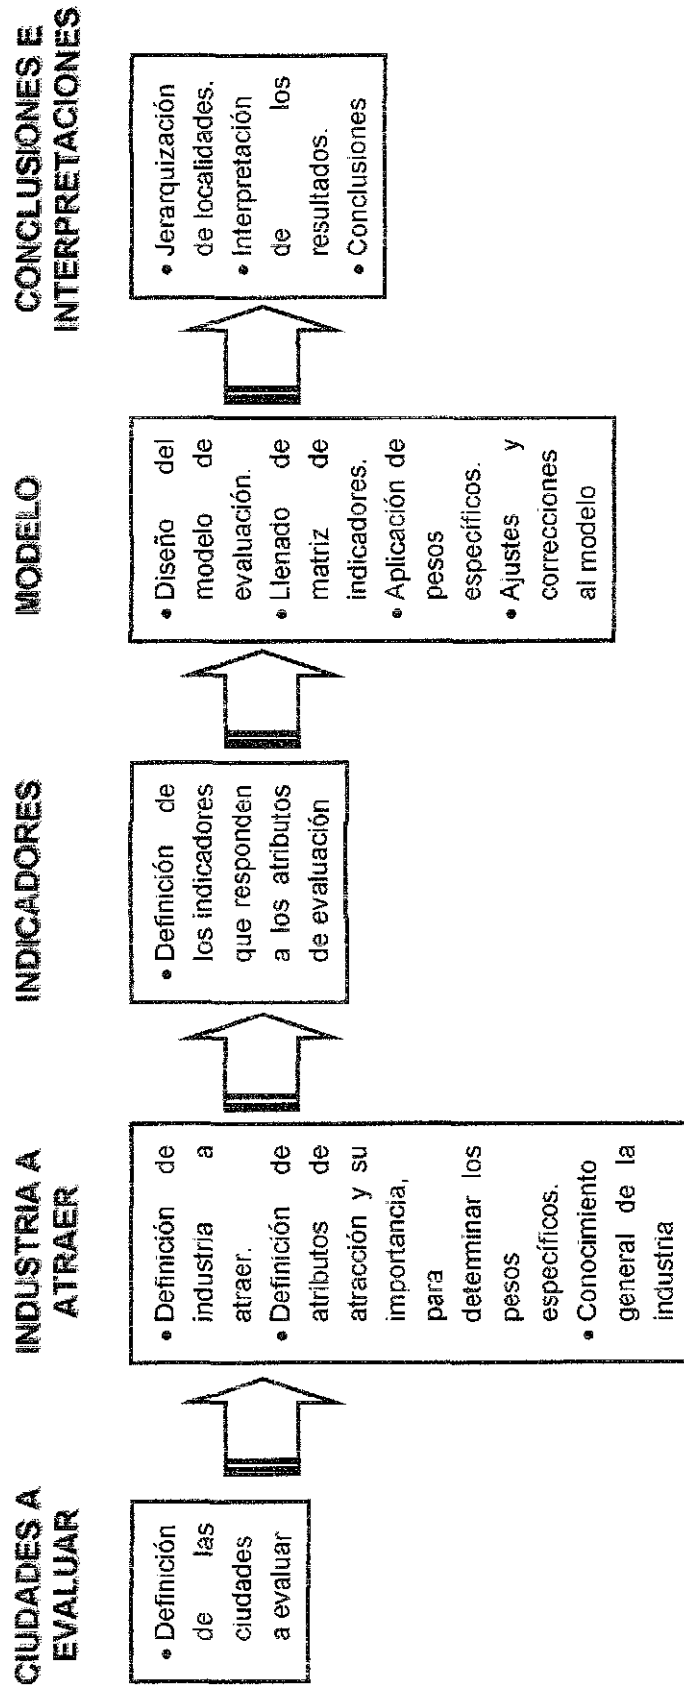 CIUDADES A
EVALUAR
• Definición
de las
ciudades
a evaluar
INDUSTRIA A
ATRAER
• Definición de
industria a
atraer.
• Definición de
atributos de
atracción y su
importancia,
para
determinar los
pesos
específicos.
• Conocimiento
general de la
industria
INDICADORES
• Definición de
los indicadores
que responden
a los atributos
de evaluación
MODELO
• Diseño del
modelo de
evaluación.
• Llenado de
matriz de
indicadores.
• Aplicación de
pesos
específicos.
• Ajustes y
correcciones
al modelo
CONCLUSIONES E
INTERPRETACIONES
• Jerarquización
de localidades.
• Interpretación
de los
resultados.
• Conclusiones